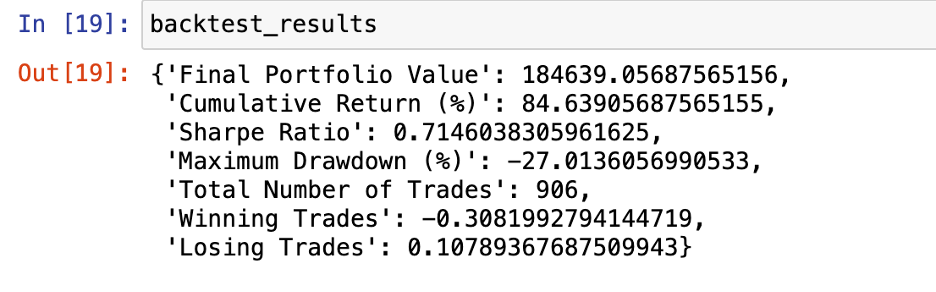 In [19]: backtest_results
Out[19]: {'Final Portfolio Value': 184639.05687565156,
'Cumulative Return (%)': 84.63905687565155,
'Sharpe Ratio': 0.7146038305961625,
'Maximum Drawdown (%)': -27.0136056990533,
'Total Number of Trades': 906,
'Winning Trades': -0.3081992794144719,
'Losing Trades': 0.10789367687509943}